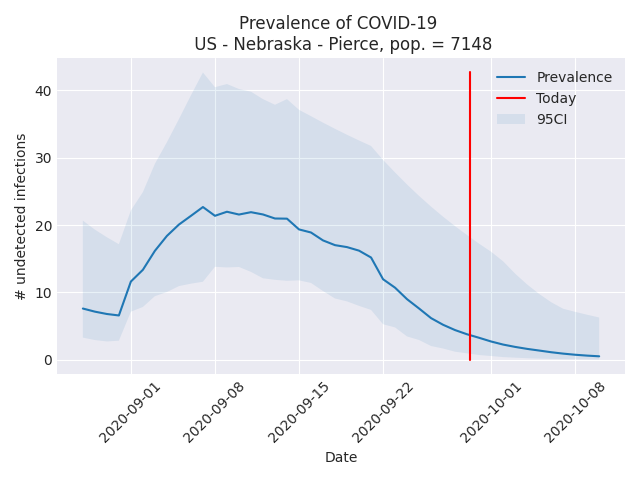 Prevalence of COVID-19
US - Nebraska - Pierce, pop. = 7148
# undetected infections
40
30
20
10
0
Prevalence
Today
95CI
2020-09-01
2020-09-08
2020-09-15
2020-09-22
2020-10-01
2020-10-08
Date